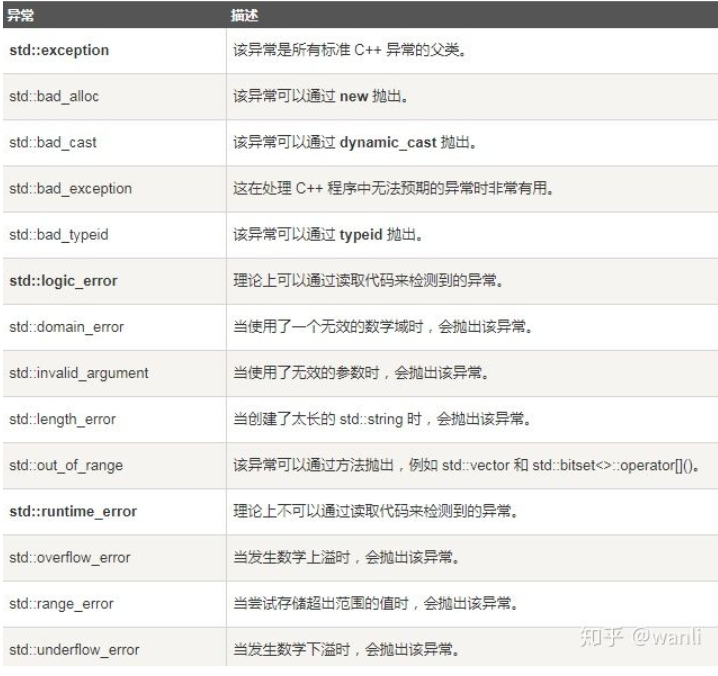 异常 描述
std::exception 该异常是所有标准 C++ 异常的父类。
std::bad_alloc 该异常可以通过 new 抛出。
std::bad_cast 该异常可以通过 dynamic_cast 抛出。
std::bad_exception 这在处理 C++ 程序中无法预期的异常时非常有用。
std::bad_typeid 该异常可以通过 typeid 抛出。
std::logic_error 理论上可以通过读取代码来检测到的异常。
std::domain_error 当使用了一个无效的数学域时，会抛出该异常。
std::invalid_argument 当使用了无效的参数时，会抛出该异常。
std::length_error 当创建了太长的 std::string 时，会抛出该异常。
std::out_of_range 该异常可以通过方法抛出，例如 std::vector 和 std::bitset<>::operator[]()。
std::runtime_error 理论上不可以通过读取代码来检测到的异常。
std::overflow_error 当发生数学上溢时，会抛出该异常。
std::range_error 当尝试存储超出范围的值时，会抛出该异常。
std::underflow_error 当发生数学下溢时，会抛出该异常。
知乎 @wanli